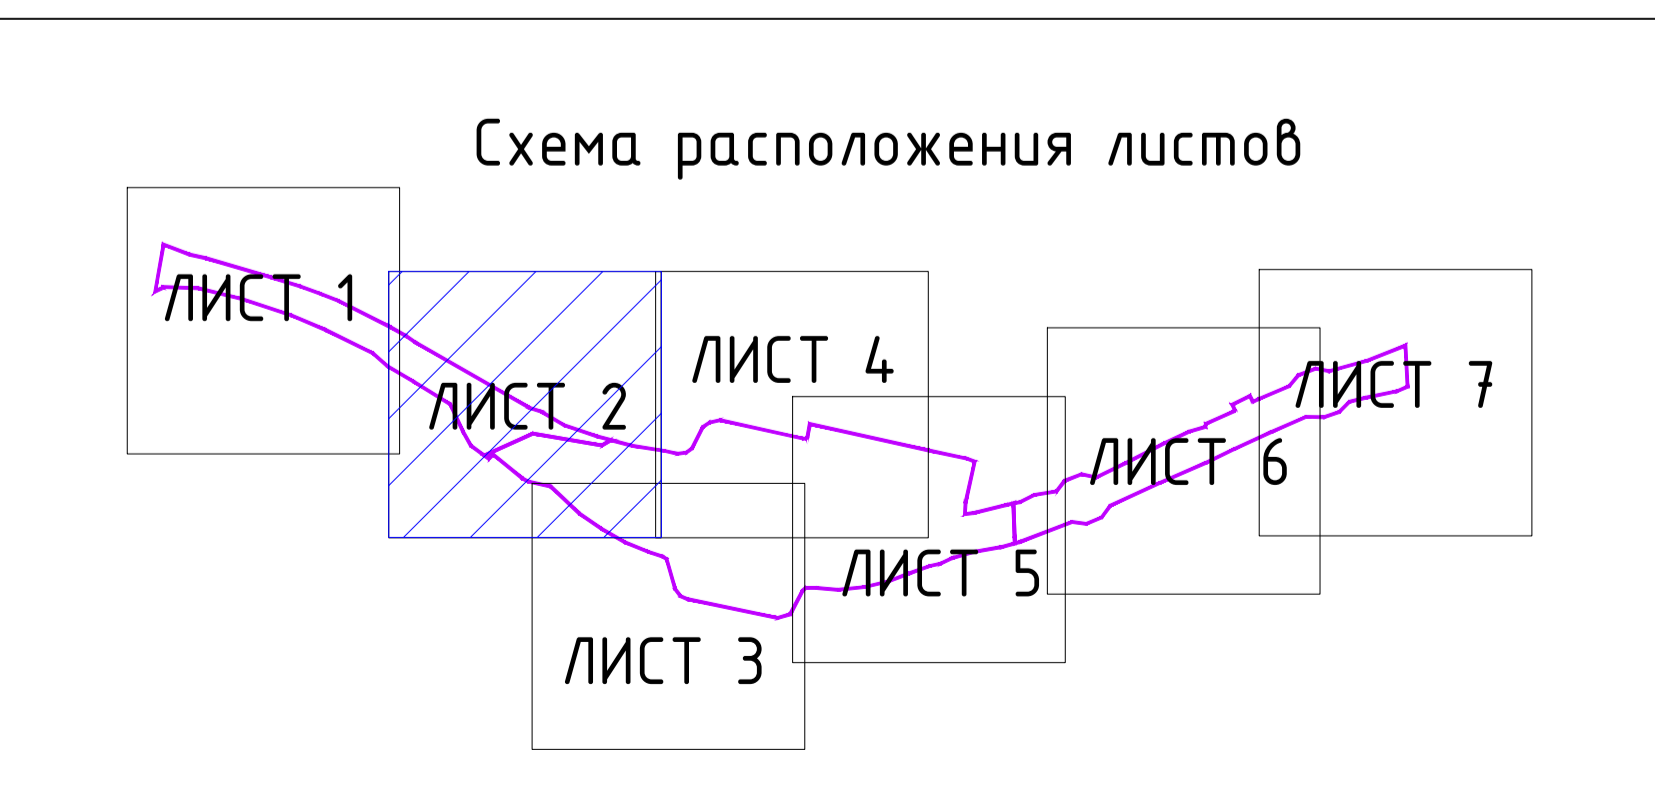 Схема расположения листов
ЛИСТ 1
ЛИСТ 2
ЛИСТ 4
ЛИСТ 7
ЛИСТ 6
ЛИСТ 5
ЛИСТ 3